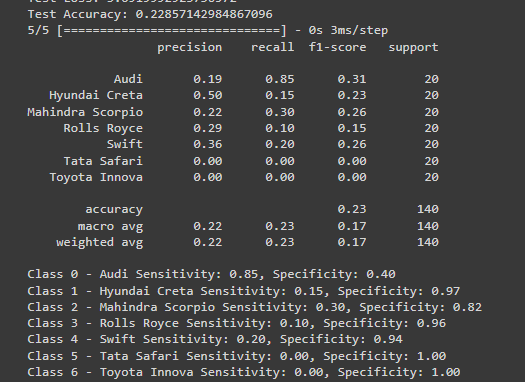 Test Accuracy: 0.22857142984867096
5/5 [==============================] - 0s 3ms/step
precision recall f1-score support
Audi 0.19 0.85 0.31 20
Hyundai Creta 0.50 0.15 0.23 20
Mahindra Scorpio 0.22 0.30 0.26 20
Rolls Royce 0.29 0.10 0.15 20
Swift 0.36 0.20 0.26 20
Tata Safari 0.00 0.00 0.00 20
Toyota Innova 0.00 0.00 0.00 20
accuracy 0.23 140
macro avg 0.22 0.23 0.17 140
weighted avg 0.22 0.23 0.17 140
Class 0 - Audi Sensitivity: 0.85, Specificity: 0.40
Class 1 - Hyundai Creta Sensitivity: 0.15, Specificity: 0.97
Class 2 - Mahindra Scorpio Sensitivity: 0.30, Specificity: 0.82
Class 3 - Rolls Royce Sensitivity: 0.10, Specificity: 0.96
Class 4 - Swift Sensitivity: 0.20, Specificity: 0.94
Class 5 - Tata Safari Sensitivity: 0.00, Specificity: 1.00
Class 6 - Toyota Innova Sensitivity: 0.00, Specificity: 1.00